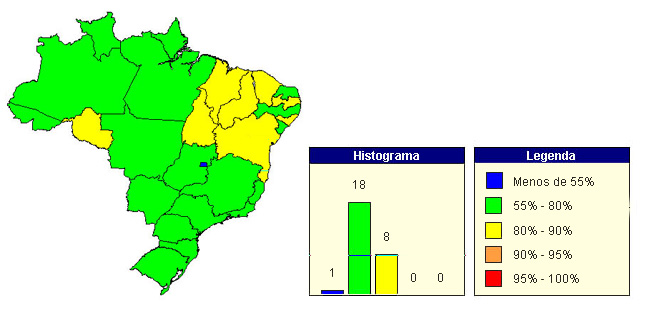 Histograma
18
8
1
0 0
Legenda
Menos de 55%
55% - 80%
80% - 90%
90% - 95%
95% - 100%